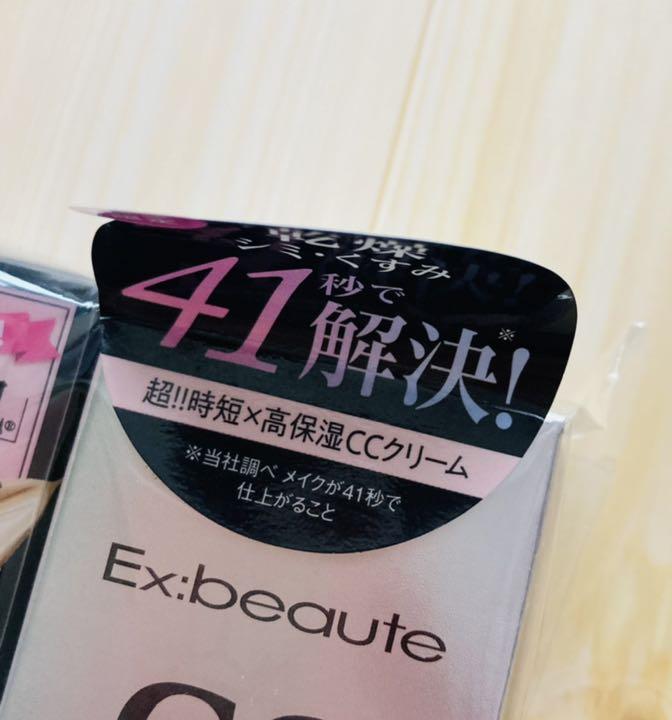 乾燥
シミ・くすみ
41秒で
解決!※
超!!時短×高保湿CCクリーム
※当社調べ メイクが41秒で
仕上がること
Ex:beaute